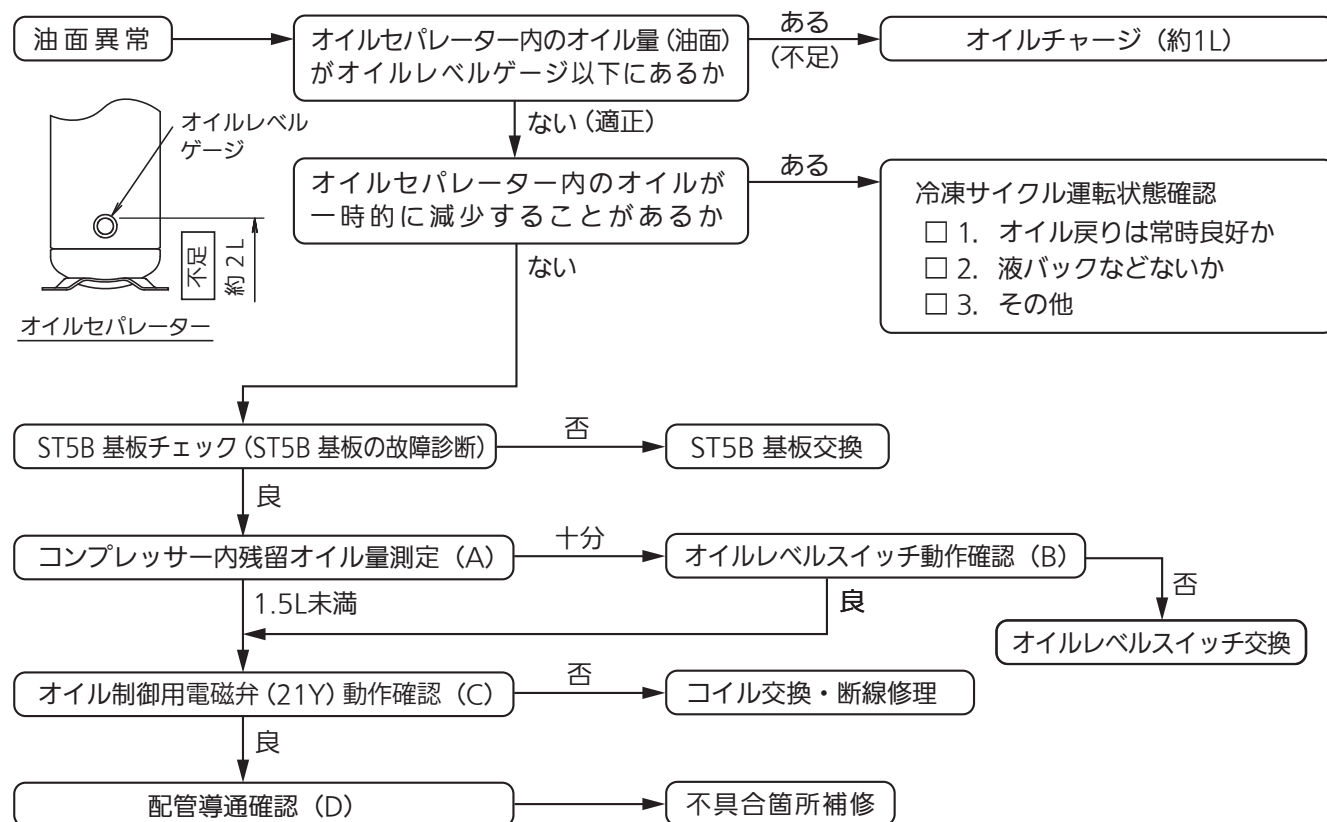 油面異常
オイルセパレーター内のオイル量（油面）
がオイルレベルゲージ以下にあるか
ある
（不足）
オイルチャージ（約1L）
オイルレベル
ゲージ
不足
約2L
オイルセパレーター
ない（適正）
オイルセパレーター内のオイルが
一時的に減少することがあるか
ある
冷凍サイクル運転状態確認
□ 1. オイル戻りは常時良好か
□ 2. 液バックなどないか
□ 3. その他
ない
ST5B 基板チェック（ST5B 基板の故障診断）
否
ST5B 基板交換
良
コンプレッサー内残留オイル量測定（A）
十分
オイルレベルスイッチ動作確認（B）
1.5L未満
良
否
オイルレベルスイッチ交換
オイル制御用電磁弁（21Y）動作確認（C）
否
コイル交換・断線修理
良
配管導通確認（D）
不具合箇所補修